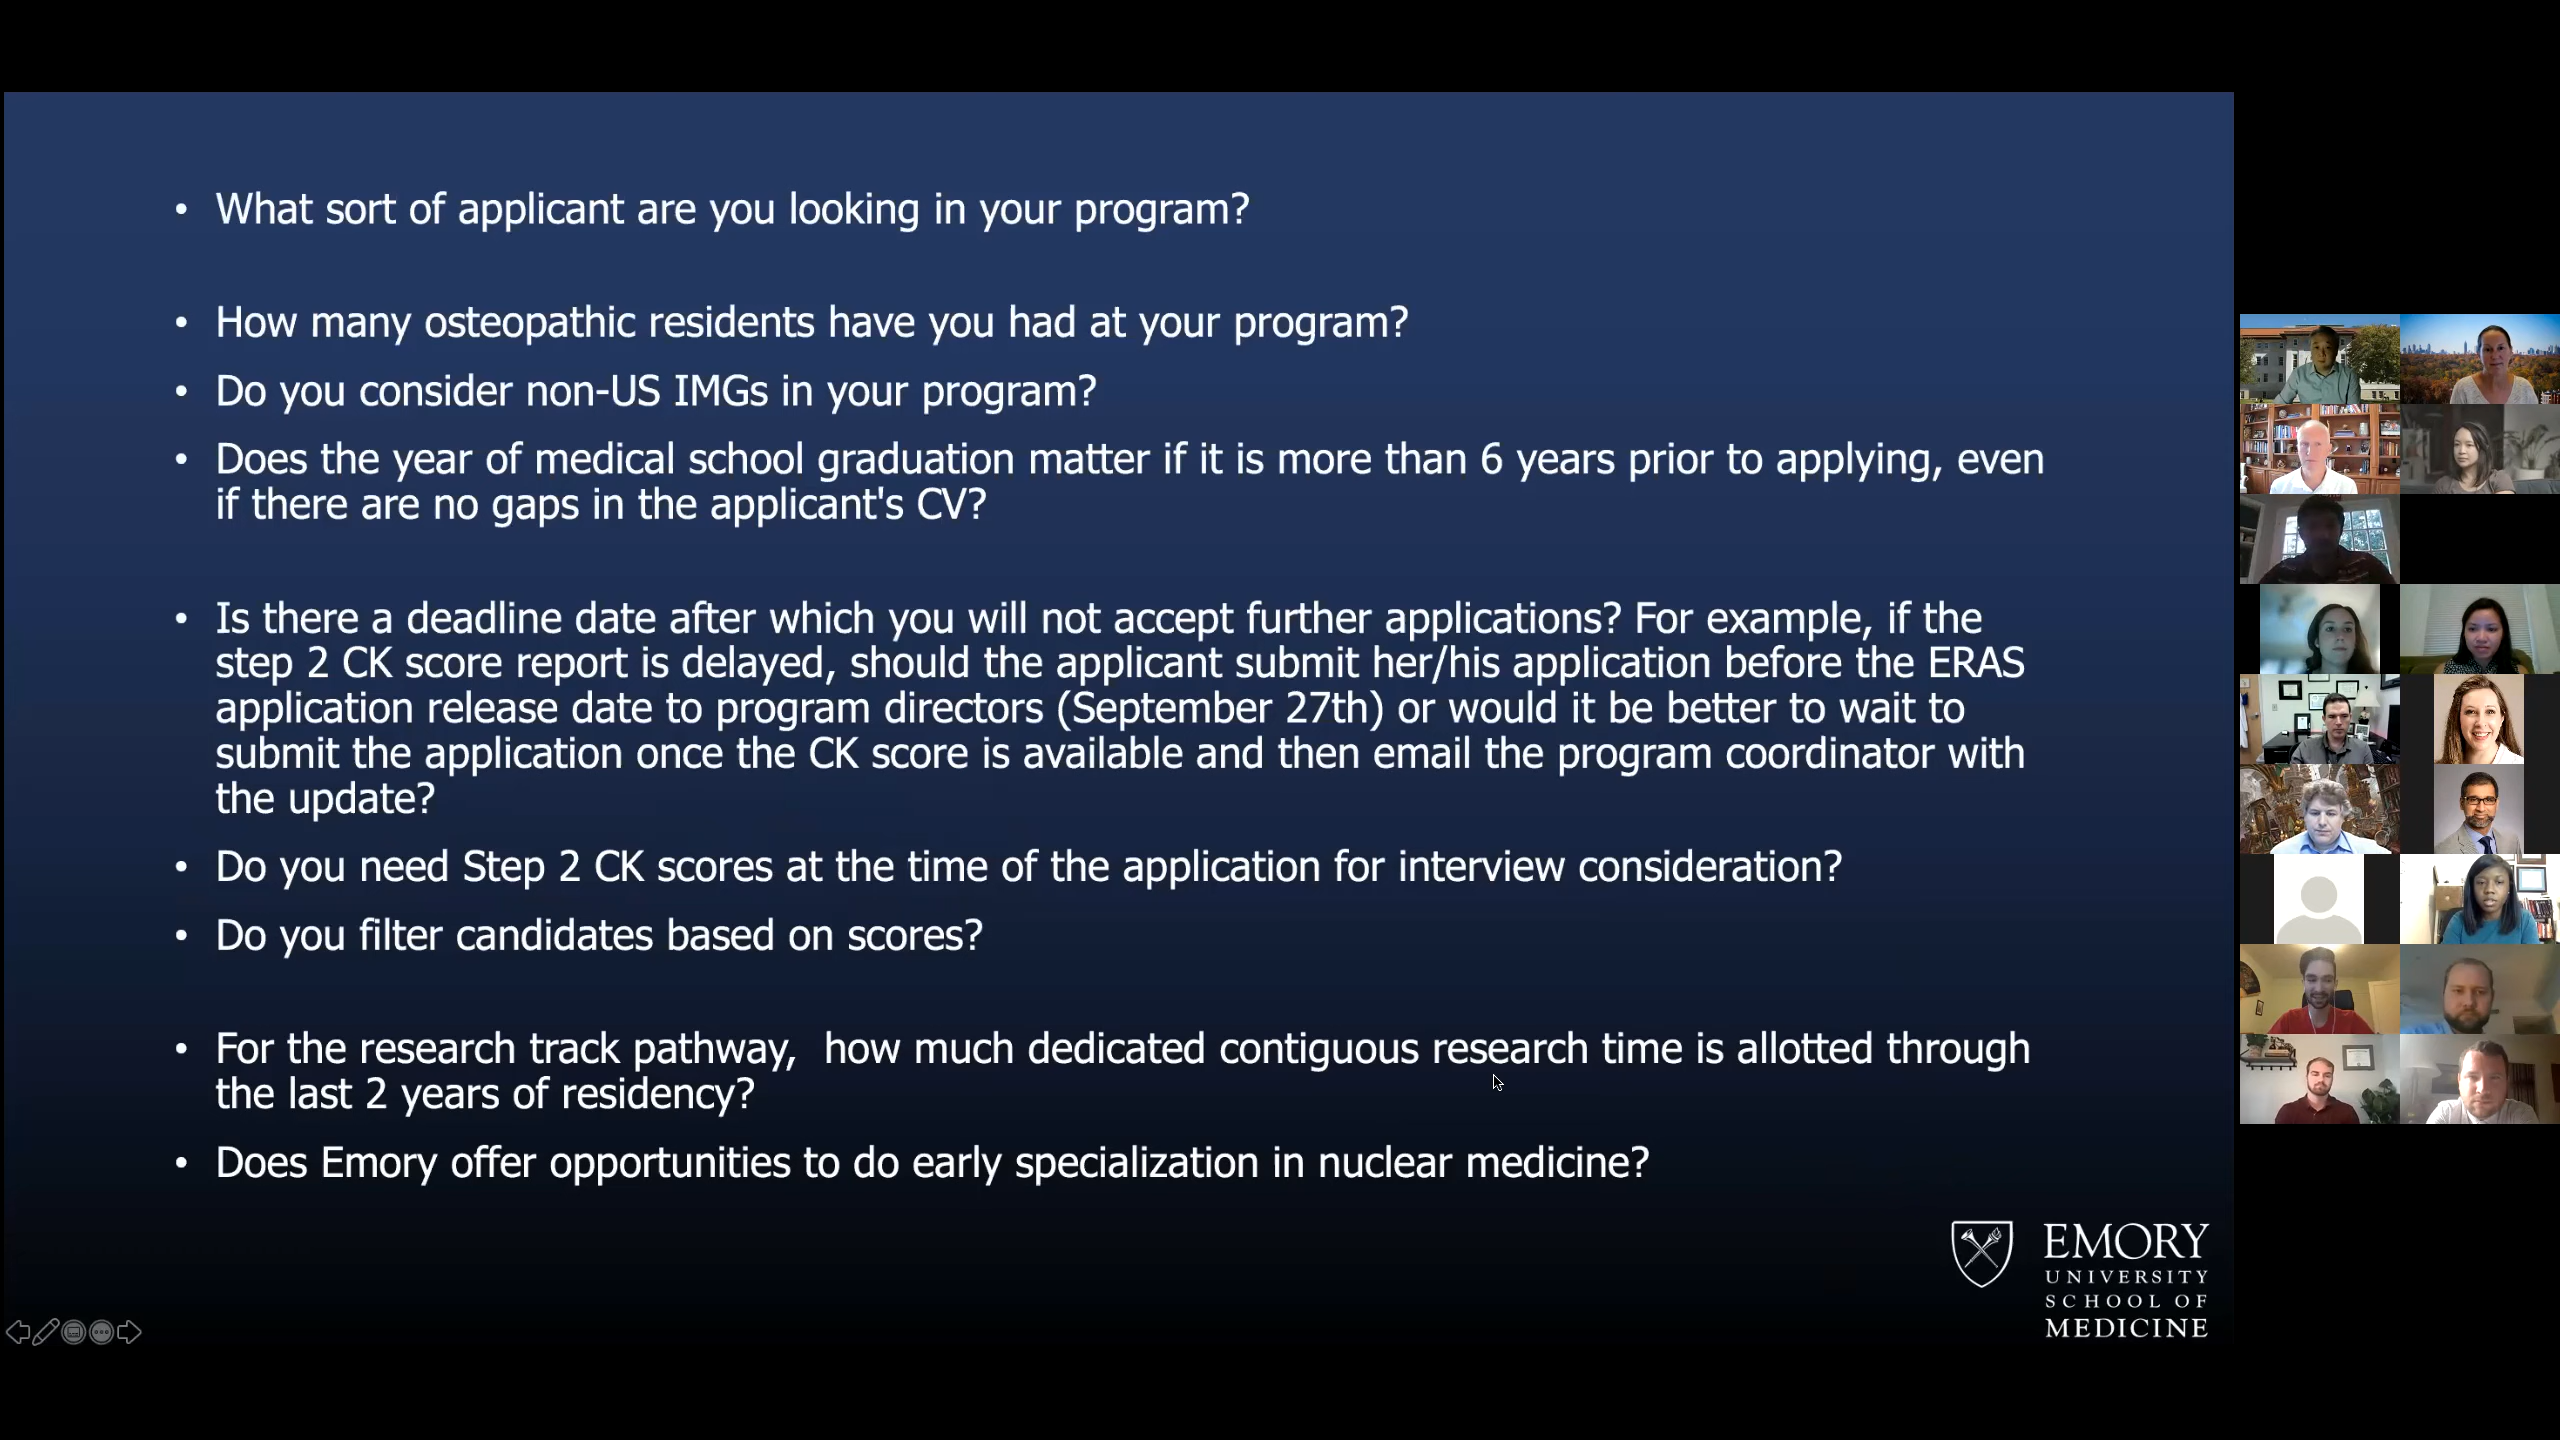 • What sort of applicant are you looking in your program?
• How many osteopathic residents have you had at your program?
• Do you consider non-US IMGs in your program?
• Does the year of medical school graduation matter if it is more than 6 years prior to applying, even
if there are no gaps in the applicant's CV?
• Is there a deadline date after which you will not accept further applications? For example, if the
step 2 CK score report is delayed, should the applicant submit her/his application before the ERAS
application release date to program directors (September 27th) or would it be better to wait to
submit the application once the CK score is available and then email the program coordinator with
the update?
• Do you need Step 2 CK scores at the time of the application for interview consideration?
• Do you filter candidates based on scores?
• For the research track pathway,  how much dedicated contiguous research time is allotted through
the last 2 years of residency?
• Does Emory offer opportunities to do early specialization in nuclear medicine?
EMORY
UNIVERSITY
SCHOOL OF
MEDICINE